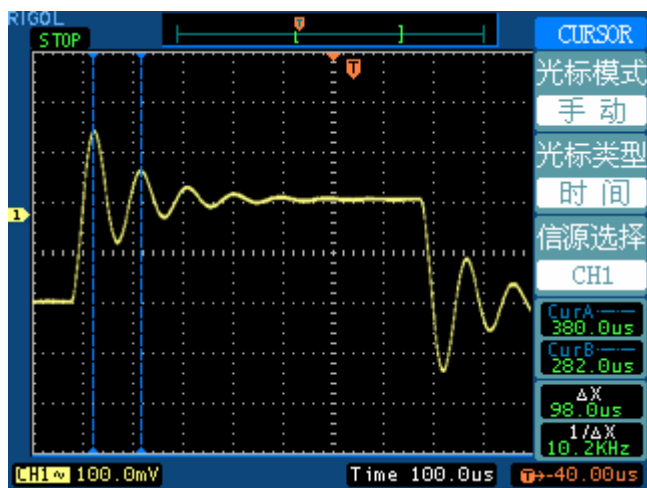 RIGOL
STOP
T
CURSOR
光标模式
手动
光标类型
时间
信源选择
CH1
T
1
CurA
380.0us
CurB
282.0us
ΔX
98.0us
1/ΔX
10.2KHz
CH1~ 100.0mV
Time 100.0us
T→-40.00us